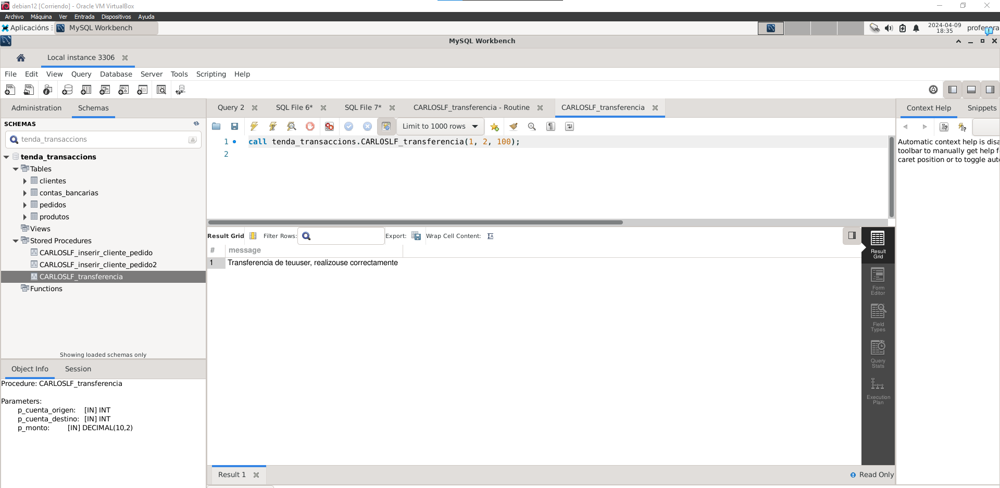 debian12 [Corriendo] - Oracle VM VirtualBox
Archivo Máquina Ver Entrada Dispositivos Ayuda
Aplicacións MySQL Workbench
2024-04-09
18:35
profesora
MySQL Workbench
Local instance 3306
File Edit View Query Database Server Tools Scripting Help
Administration Schemas
Query 2 SQL File 6* SQL File 7* CARLOSLF_transferencia - Routine CARLOSLF_transferencia
Context Help Snippets
SCHEMAS
tenda_transaccions
tenda_transaccions
Tables
clientes
contas_bancarias
pedidos
produtos
Views
Stored Procedures
CARLOSLF_inserir_cliente_pedido
CARLOSLF_inserir_cliente_pedido2
CARLOSLF_transferencia
Functions
Showing loaded schemas only
Object Info Session
Procedure: CARLOSLF_transferencia
Parameters:
p_cuenta_origen: [IN] INT
p_cuenta_destino: [IN] INT
p_monto: [IN] DECIMAL(10,2)
Limit to 1000 rows
1 call tenda_transaccions.CARLOSLF_transferencia(1, 2, 100);
2
Result Grid Filter Rows: Export: Wrap Cell Content:
# message
1 Transferencia de teuuser, realizouse correctamente
Result
Grid
Form
Editor
Field
Types
Query
Stats
Execution
Plan
Result 1
Read Only
Automatic context help is disa
toolbar to manually get help f
caret position or to toggle aut